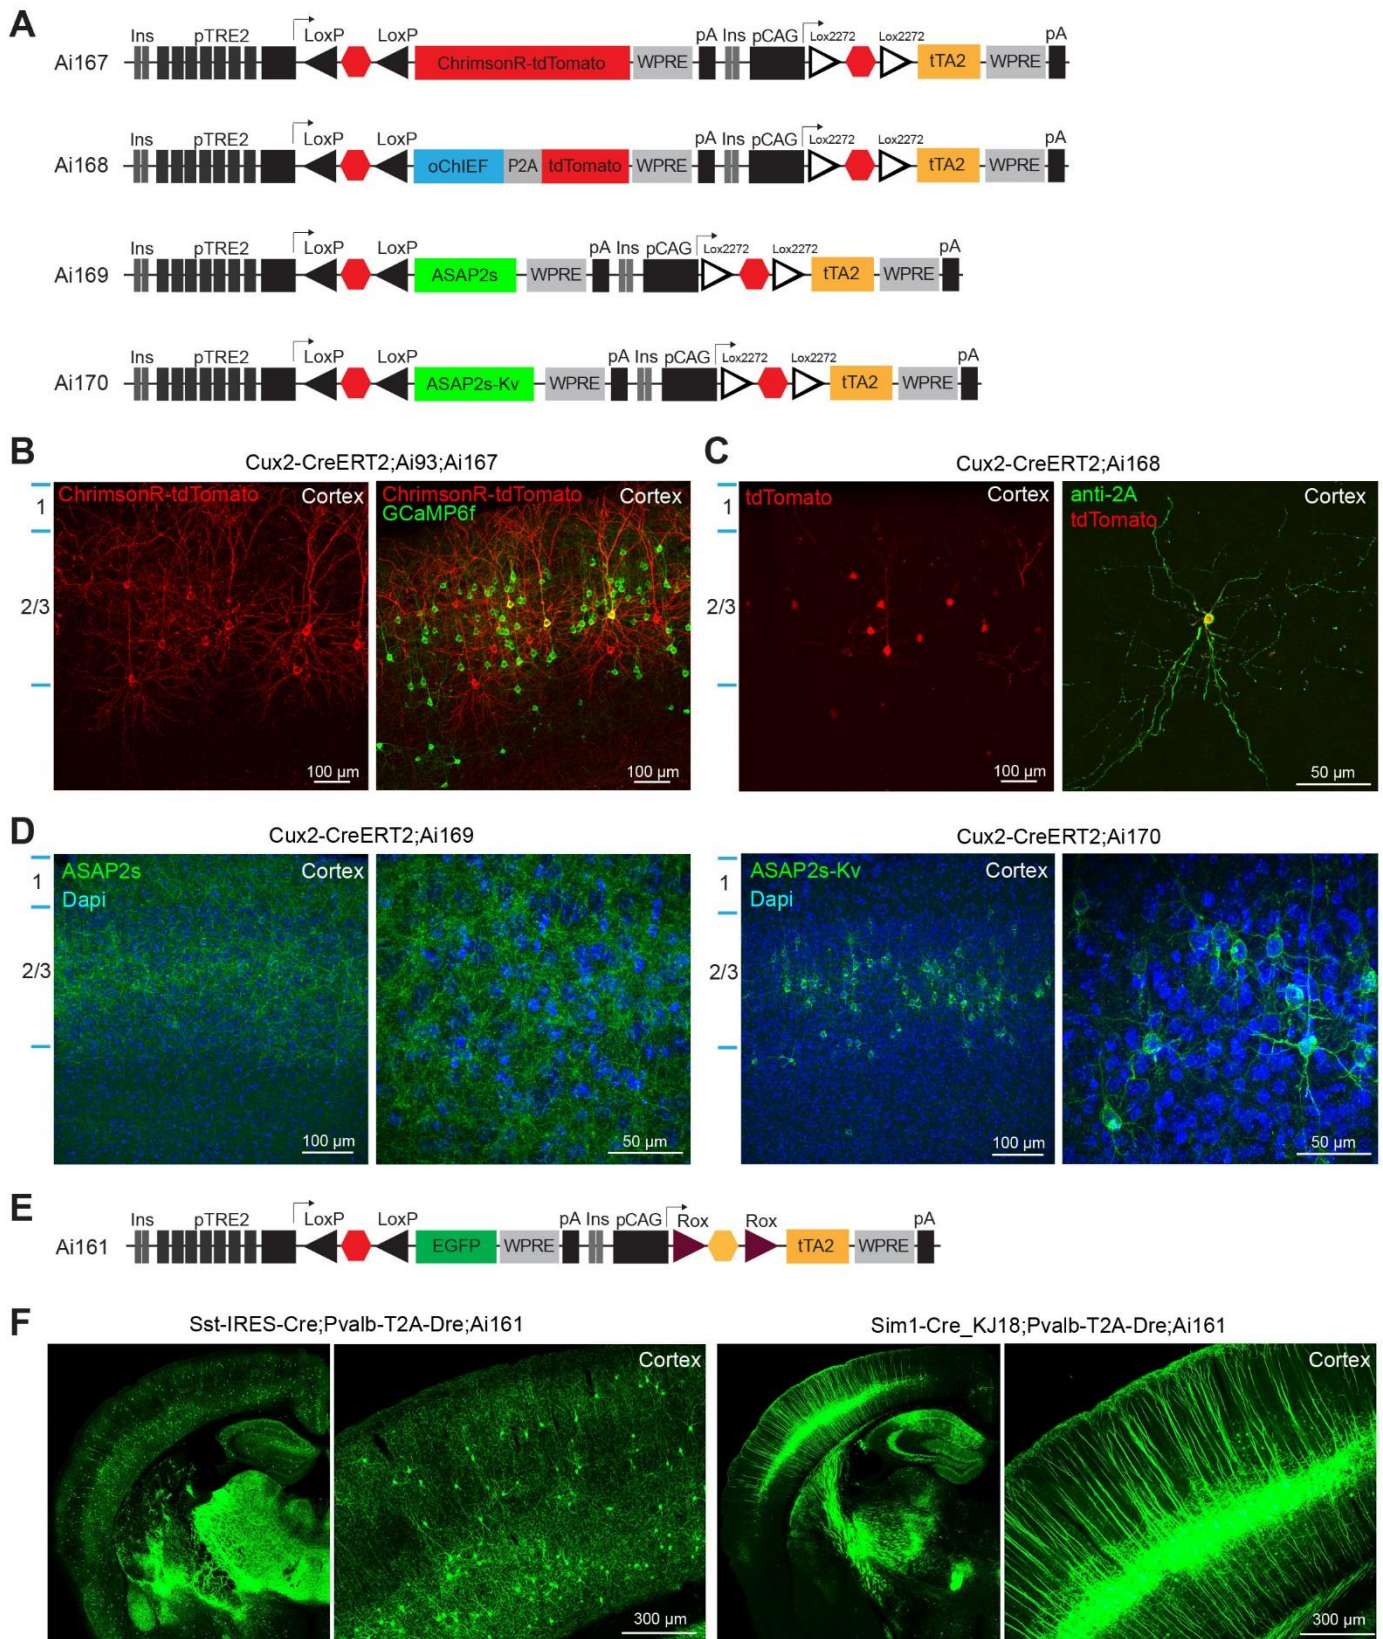 A
Ins pTRE2 LoxP LoxP pA Ins pCAG Lox2272 Lox2272 pA
Ai167 ChrimsonR-tdTomato WPRE tTA2 WPRE
Ins pTRE2 LoxP LoxP pA Ins pCAG Lox2272 Lox2272 pA
Ai168 oChIEF P2A tdTomato WPRE tTA2 WPRE
Ins pTRE2 LoxP LoxP pA Ins pCAG Lox2272 Lox2272 pA
Ai169 ASAP2s WPRE tTA2 WPRE
Ins pTRE2 LoxP LoxP pA Ins pCAG Lox2272 Lox2272 pA
Ai170 ASAP2s-Kv WPRE tTA2 WPRE
B
Cux2-CreERT2;Ai93;Ai167
1
2/3
ChrimsonR-tdTomato Cortex
100 µm
ChrimsonR-tdTomato Cortex
GCaMP6f
100 µm
C
Cux2-CreERT2;Ai168
1
2/3
tdTomato Cortex
100 µm
anti-2A Cortex
tdTomato
50 µm
D
Cux2-CreERT2;Ai169
1
2/3
ASAP2s Cortex
Dapi
100 µm
50 µm
Cux2-CreERT2;Ai170
1
2/3
ASAP2s-Kv Cortex
Dapi
100 µm
50 µm
E
Ins pTRE2 LoxP LoxP pA Ins pCAG Rox Rox pA
Ai161 EGFP WPRE tTA2 WPRE
F
Sst-IRES-Cre;Pvalb-T2A-Dre;Ai161
Cortex
300 µm
Sim1-Cre_KJ18;Pvalb-T2A-Dre;Ai161
Cortex
300 µm